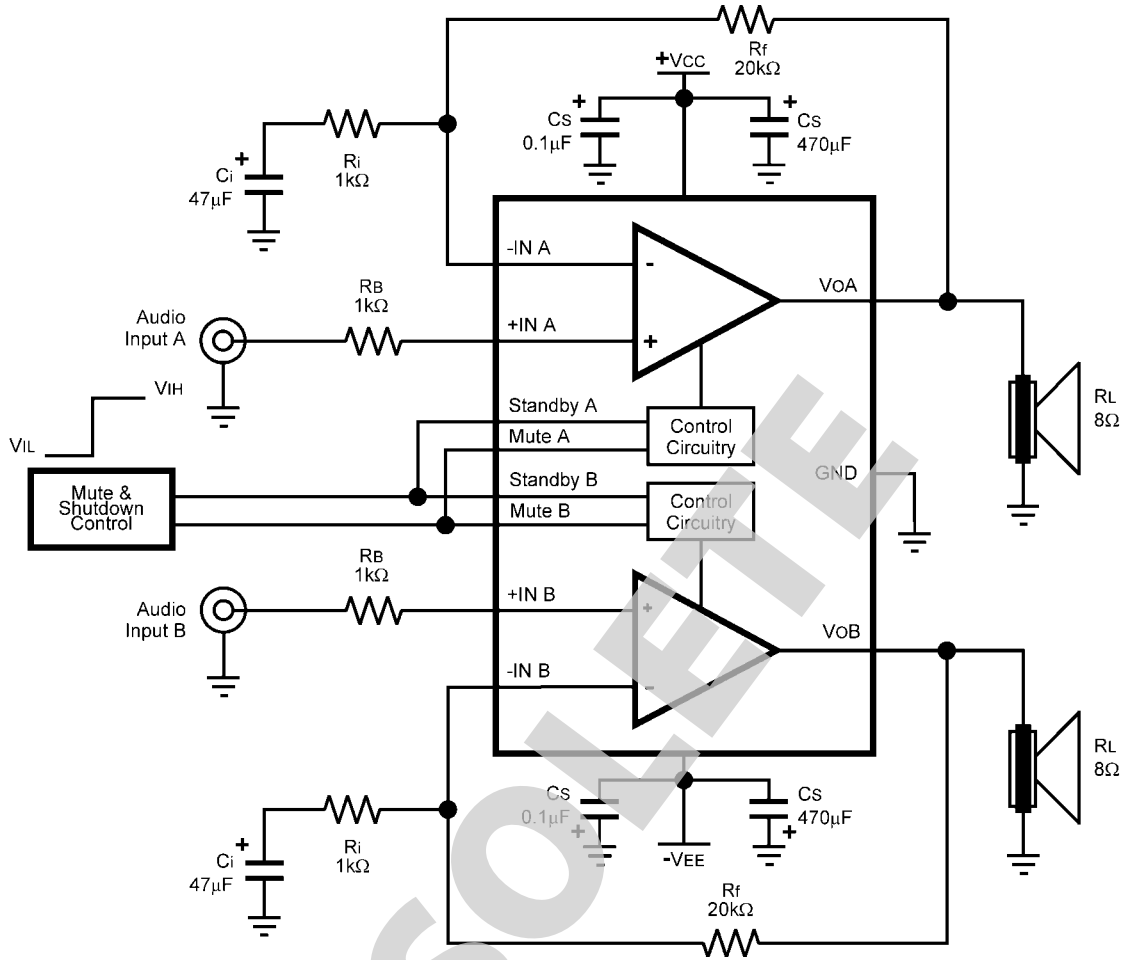 Rf
20kΩ
+VCC
+
Cs
0.1µF
+
Cs
470µF
+
Ci
47µF
Ri
1kΩ
-IN A
-
VOA
RB
1kΩ
Audio
Input A
+IN A
+
RL
8Ω
VIH
VIL
Standby A
Mute A
Control
Circuitry
GND
Mute &
Shutdown
Control
Standby B
Mute B
Control
Circuitry
RB
1kΩ
Audio
Input B
+IN B
+
VOB
-IN B
-
RL
8Ω
Cs
0.1µF
+
Cs
470µF
+
-VEE
+
Ci
47µF
Ri
1kΩ
Rf
20kΩ
SOLETE